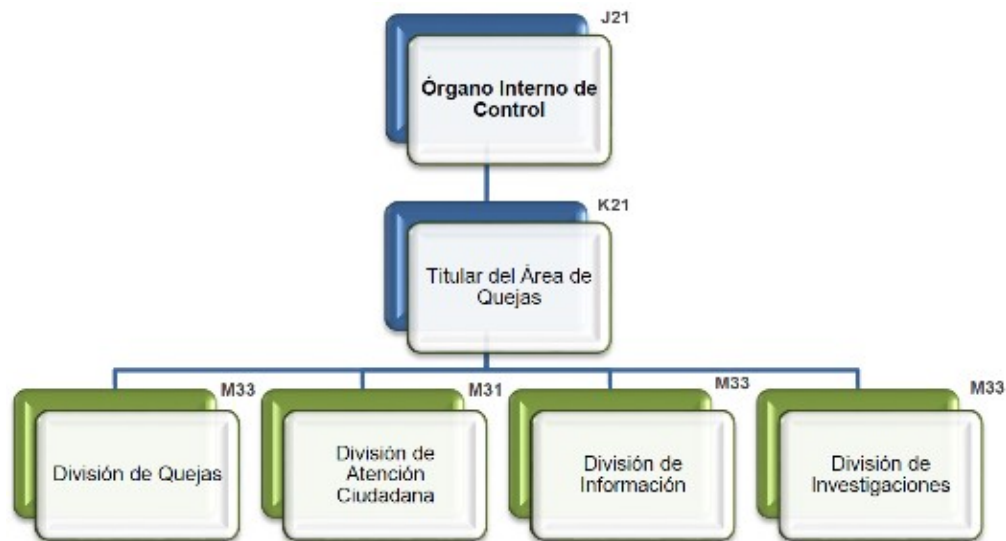 J21
Órgano Interno de
Control
K21
Titular del Área de
Quejas
M33
División de Quejas
M31
División de
Atención
Ciudadana
M33
División de
Información
M33
División de
Investigaciones